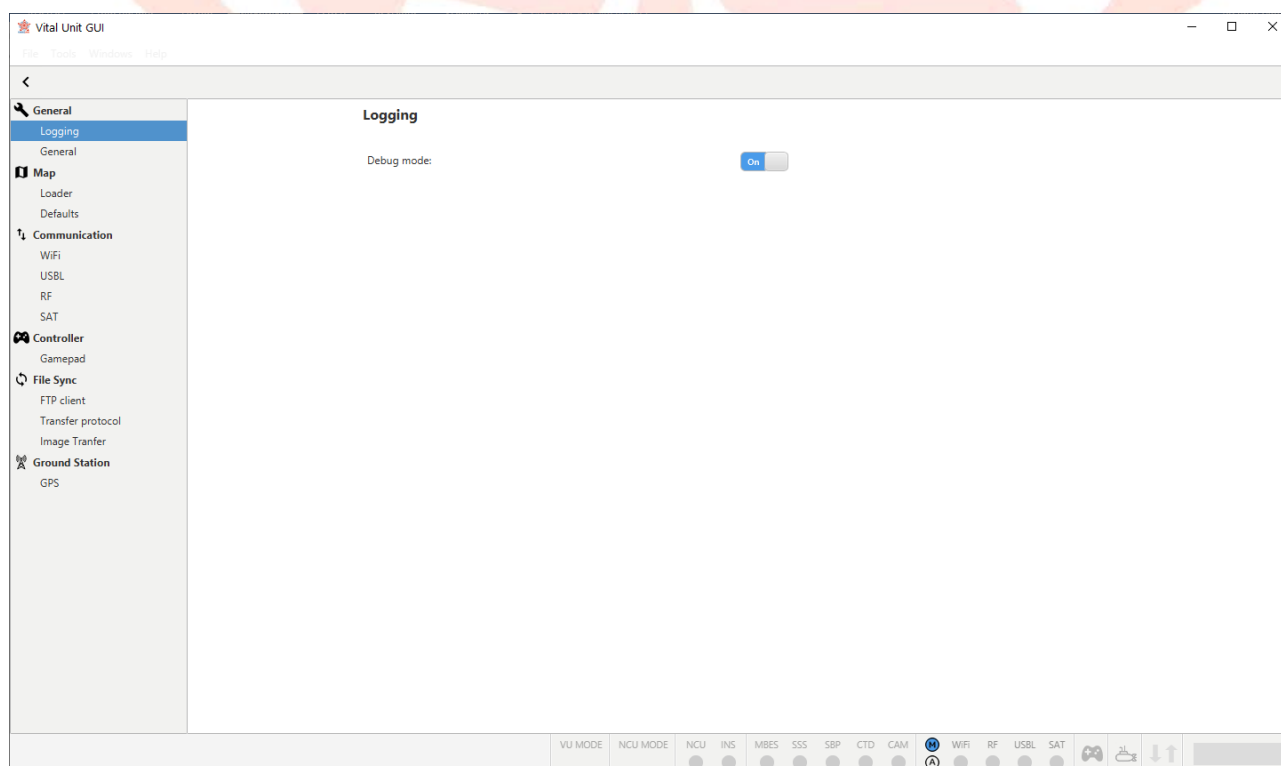 Vital Unit GUI
File Tools Windows Help
General
Logging
General
Map
Loader
Defaults
Communication
WiFi
USBL
RF
SAT
Controller
Gamepad
File Sync
FTP client
Transfer protocol
Image Tranfer
Ground Station
GPS
Logging
Debug mode: On
VU MODE NCU MODE NCU INS MBES SSS SBP CTD CAM M WiFi RF USBL SAT
A